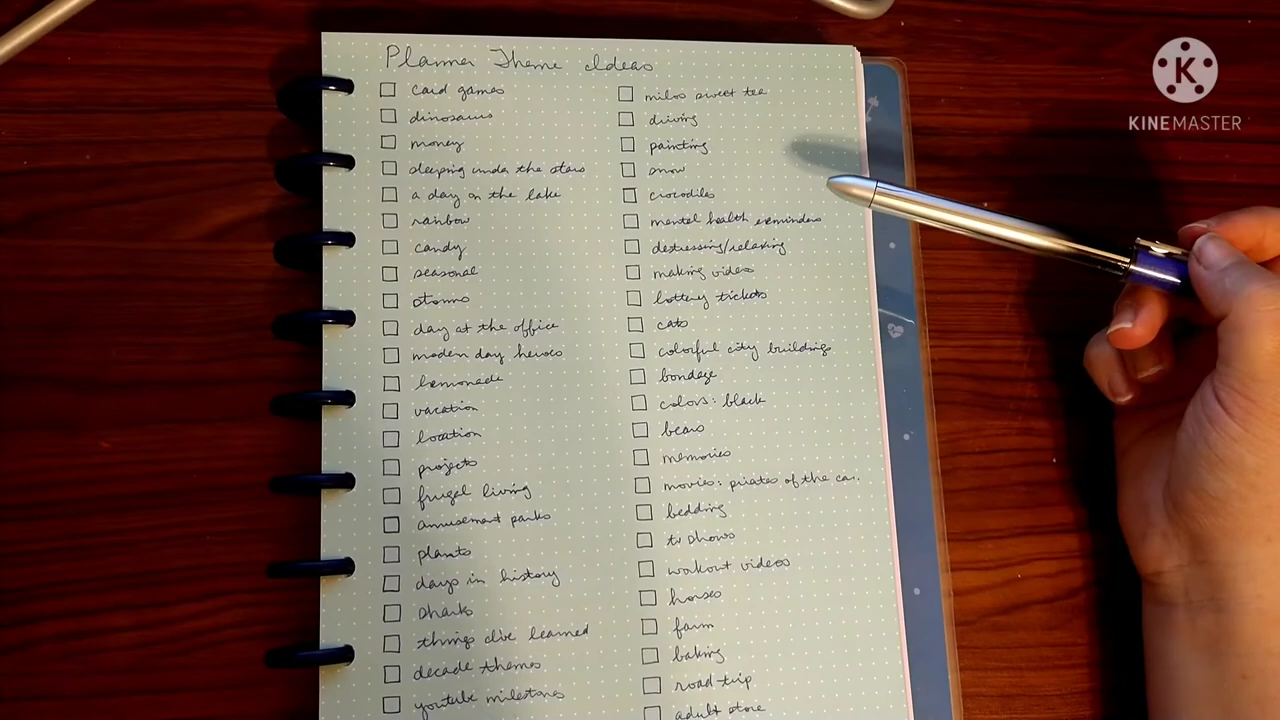 Planner Theme Ideas
card games
dinosaurs
money
sleeping under the stars
a day on the lake
rainbow
candy
seasonal
storms
day at the office
modern day heroes
lemonade
vacation
location
projects
frugal living
amusement parks
plants
days in history
sharks
things I've learned
decade themes
youtube milestones
milos sweet tea
driving
painting
snow
crocodiles
mental health reminders
destressing/relaxing
making videos
lottery tickets
cats
colorful city buildings
bondage
colors: black
bears
memories
movies: pirates of the car.
bedding
tv shows
workout videos
horses
farm
baking
road trip
adult store
K
KINEMASTER